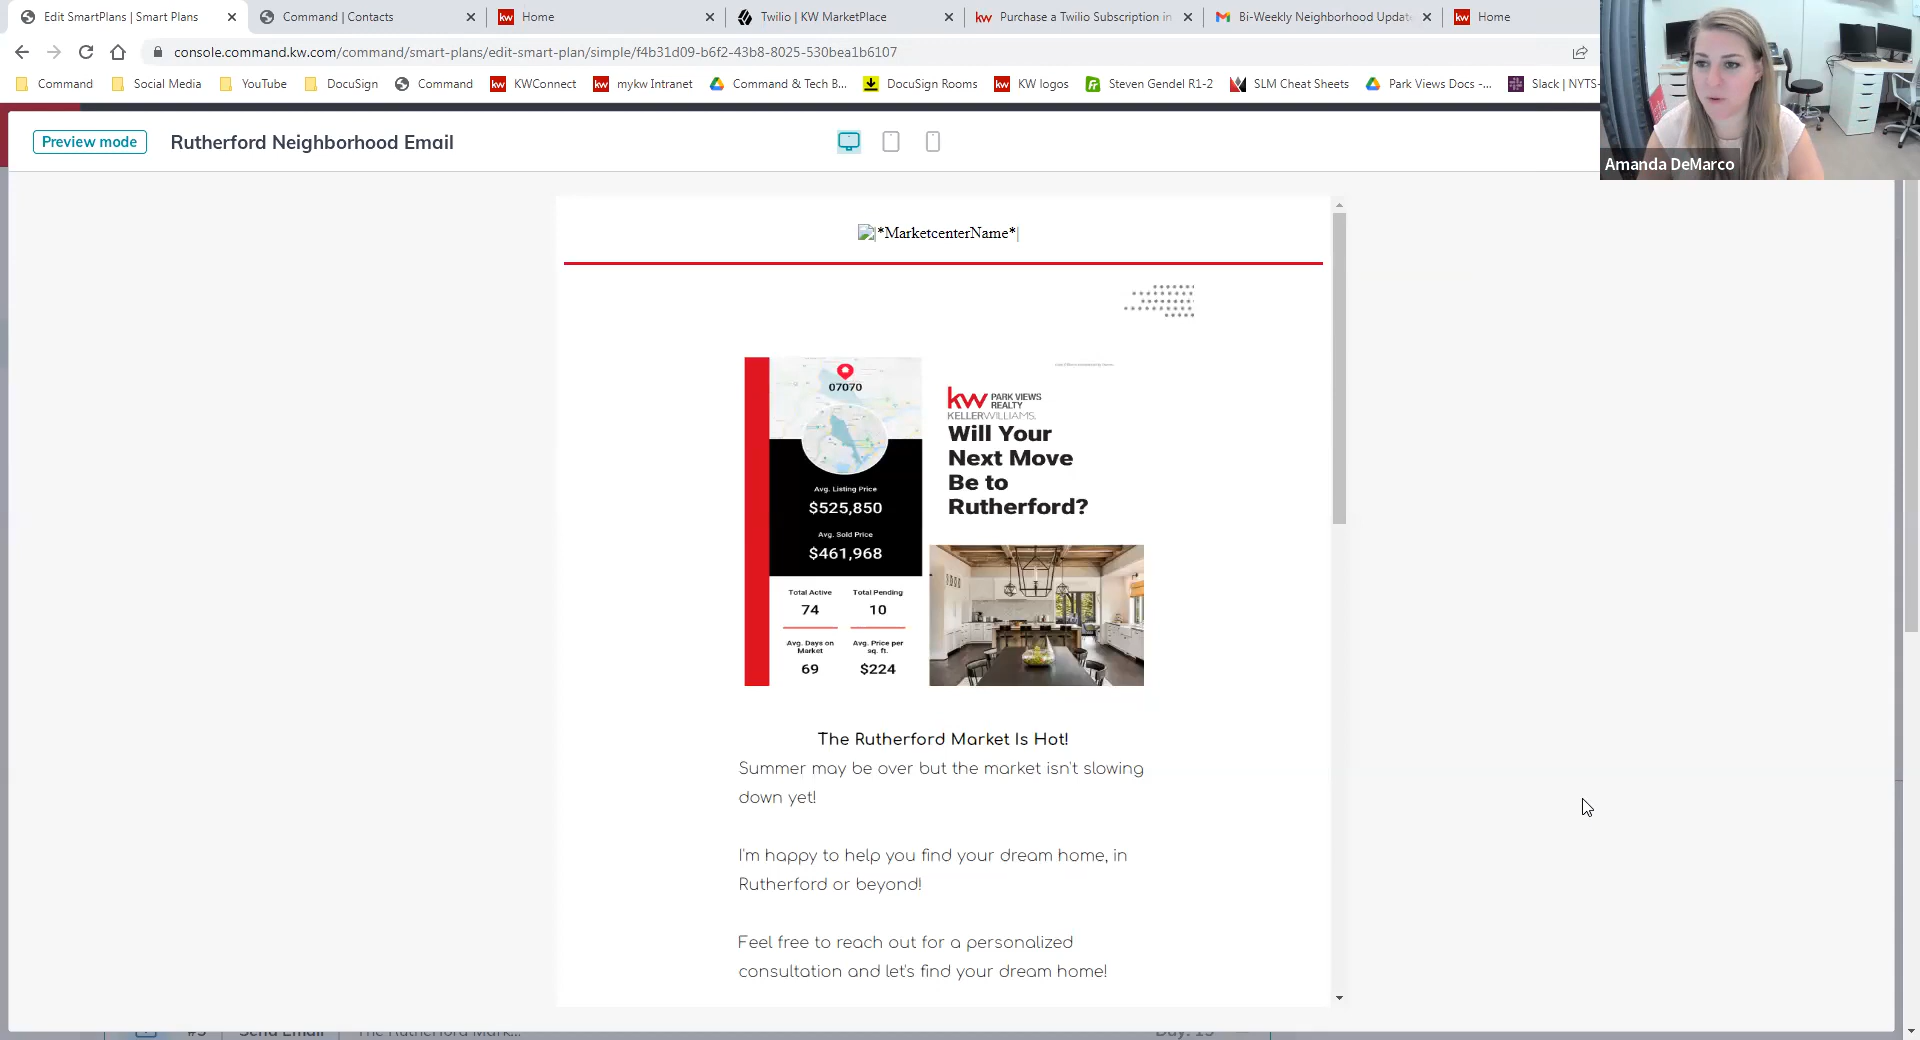 Edit SmartPlans | Smart Plans
Command | Contacts
Home
Twilio | KW MarketPlace
Purchase a Twilio Subscription in
Bi-Weekly Neighborhood Updat
Home
console.command.kw.com/command/smart-plans/edit-smart-plan/simple/f4b31d09-b6f2-43b8-8025-530bea1b6107
Command
Social Media
YouTube
DocuSign
Command
KWConnect
mykw Intranet
Command & Tech B...
DocuSign Rooms
KW logos
Steven Gendel R1-2
SLM Cheat Sheets
Park Views Docs -...
Slack | NYTS-
Amanda DeMarco
Preview mode
Rutherford Neighborhood Email
*MarketcenterName*|
07070
Avg. Listing Price
$525,850
Avg. Sold Price
$461,968
Total Active
Total Pending
74
10
Avg. Days on
Market
Avg. Price per
sq. ft.
69
$224
kw PARK VIEWS
REALTY
KELLERWILLIAMS.
Will Your
Next Move
Be to
Rutherford?
The Rutherford Market Is Hot!
Summer may be over but the market isn't slowing
down yet!
I'm happy to help you find your dream home, in
Rutherford or beyond!
Feel free to reach out for a personalized
consultation and let's find your dream home!
Send Email
The Rutherford Mark...